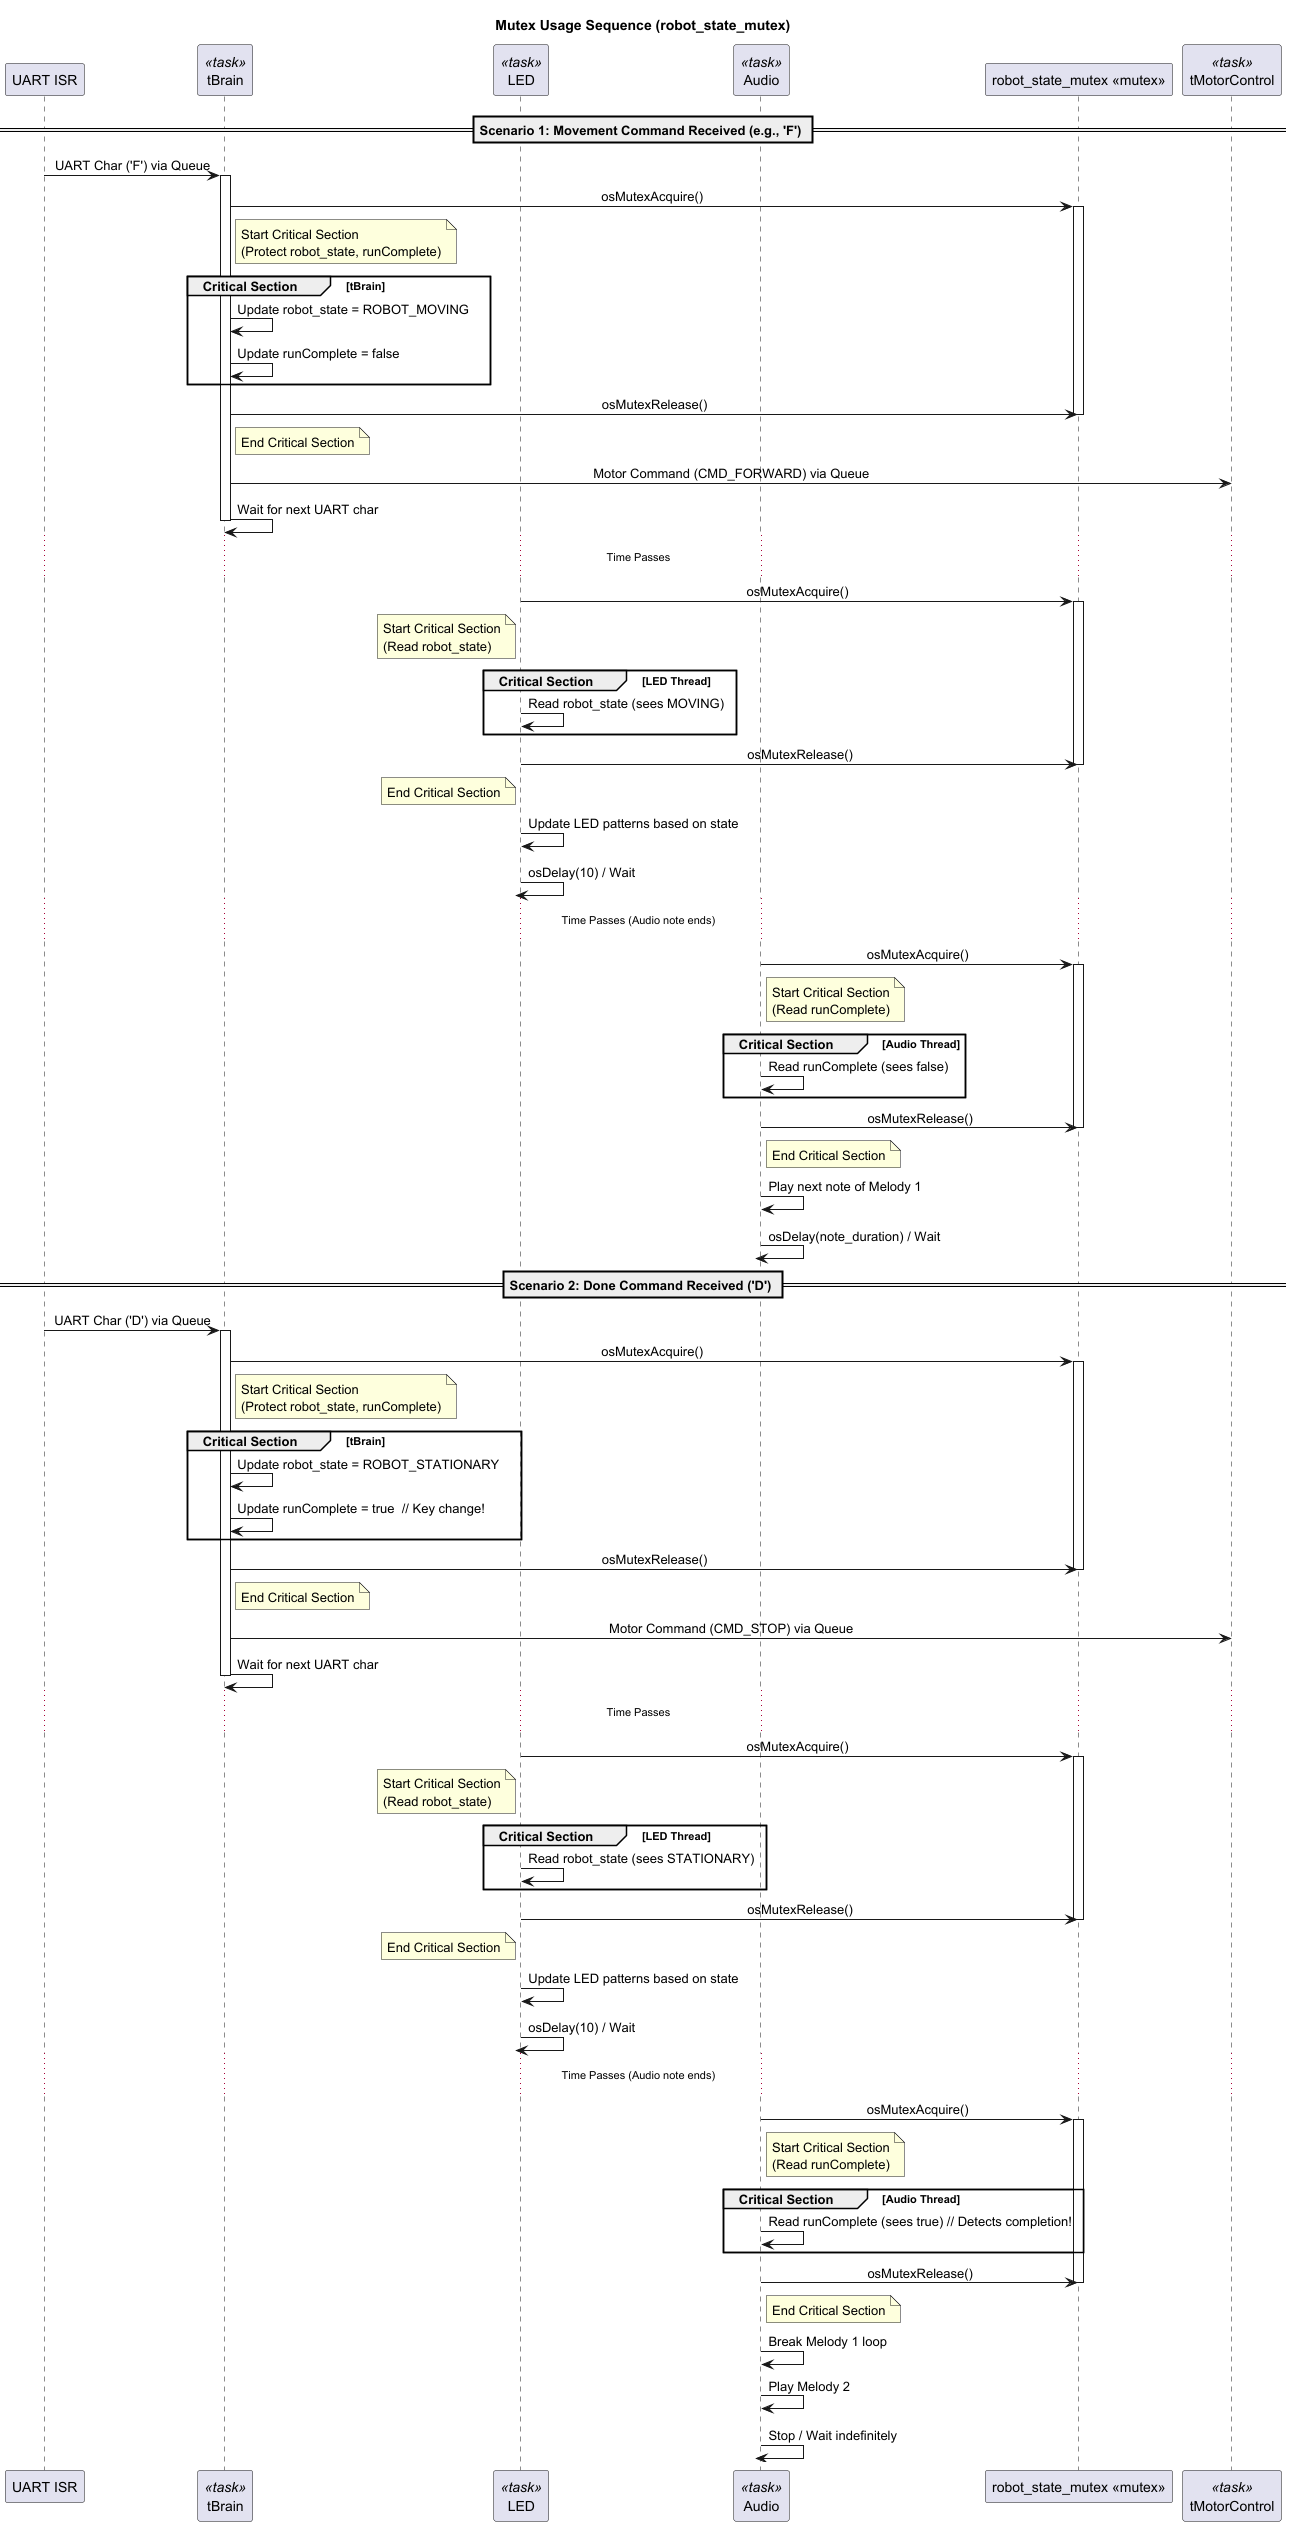 Mutex Usage Sequence (robot_state_mutex)
UART ISR
«task»
tBrain
«task»
LED
«task»
Audio
robot_state_mutex «mutex»
«task»
tMotorControl
Scenario 1: Movement Command Received (e.g., 'F')
UART Char ('F') via Queue
osMutexAcquire()
Start Critical Section
(Protect robot_state, runComplete)
Critical Section [tBrain]
Update robot_state = ROBOT_MOVING
Update runComplete = false
osMutexRelease()
End Critical Section
Motor Command (CMD_FORWARD) via Queue
Wait for next UART char
Time Passes
osMutexAcquire()
Start Critical Section
(Read robot_state)
Critical Section [LED Thread]
Read robot_state (sees MOVING)
osMutexRelease()
End Critical Section
Update LED patterns based on state
osDelay(10) / Wait
Time Passes (Audio note ends)
osMutexAcquire()
Start Critical Section
(Read runComplete)
Critical Section [Audio Thread]
Read runComplete (sees false)
osMutexRelease()
End Critical Section
Play next note of Melody 1
osDelay(note_duration) / Wait
Scenario 2: Done Command Received ('D')
UART Char ('D') via Queue
osMutexAcquire()
Start Critical Section
(Protect robot_state, runComplete)
Critical Section [tBrain]
Update robot_state = ROBOT_STATIONARY
Update runComplete = true // Key change!
osMutexRelease()
End Critical Section
Motor Command (CMD_STOP) via Queue
Wait for next UART char
Time Passes
osMutexAcquire()
Start Critical Section
(Read robot_state)
Critical Section [LED Thread]
Read robot_state (sees STATIONARY)
osMutexRelease()
End Critical Section
Update LED patterns based on state
osDelay(10) / Wait
Time Passes (Audio note ends)
osMutexAcquire()
Start Critical Section
(Read runComplete)
Critical Section [Audio Thread]
Read runComplete (sees true) // Detects completion!
osMutexRelease()
End Critical Section
Break Melody 1 loop
Play Melody 2
Stop / Wait indefinitely
UART ISR
«task»
tBrain
«task»
LED
«task»
Audio
robot_state_mutex «mutex»
«task»
tMotorControl